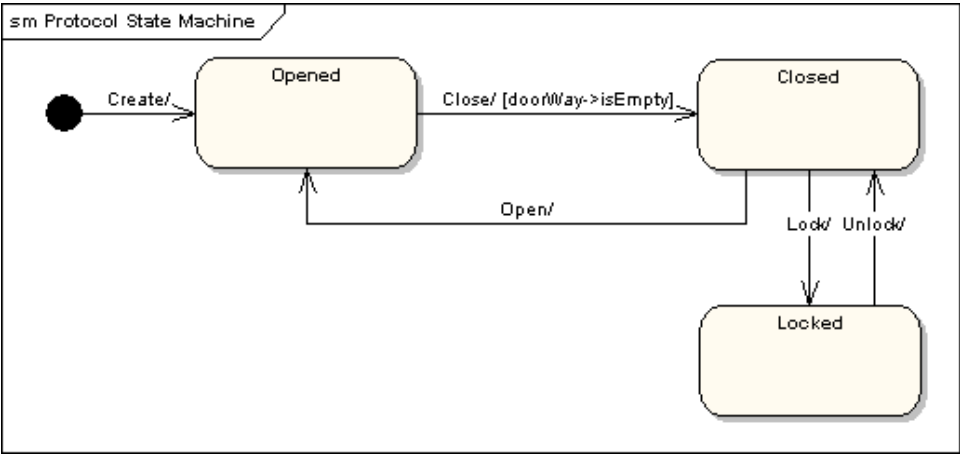 sm Protocol State Machine
Opened
Closed
Create/
Close/ [doorWay->isEmpty]
Open/
Lock/
Unlock/
Locked